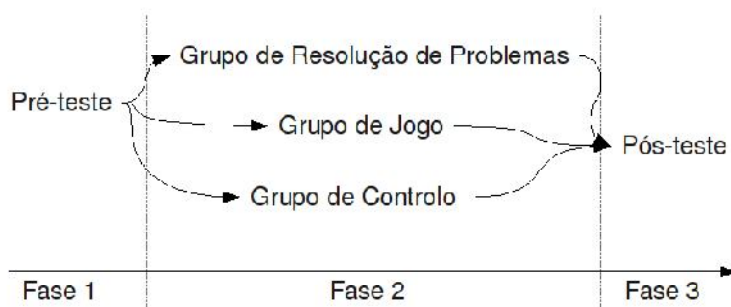 Grupo de Resolução de Problemas
Pré-teste
Grupo de Jogo
Pós-teste
Grupo de Controlo
Fase 1
Fase 2
Fase 3